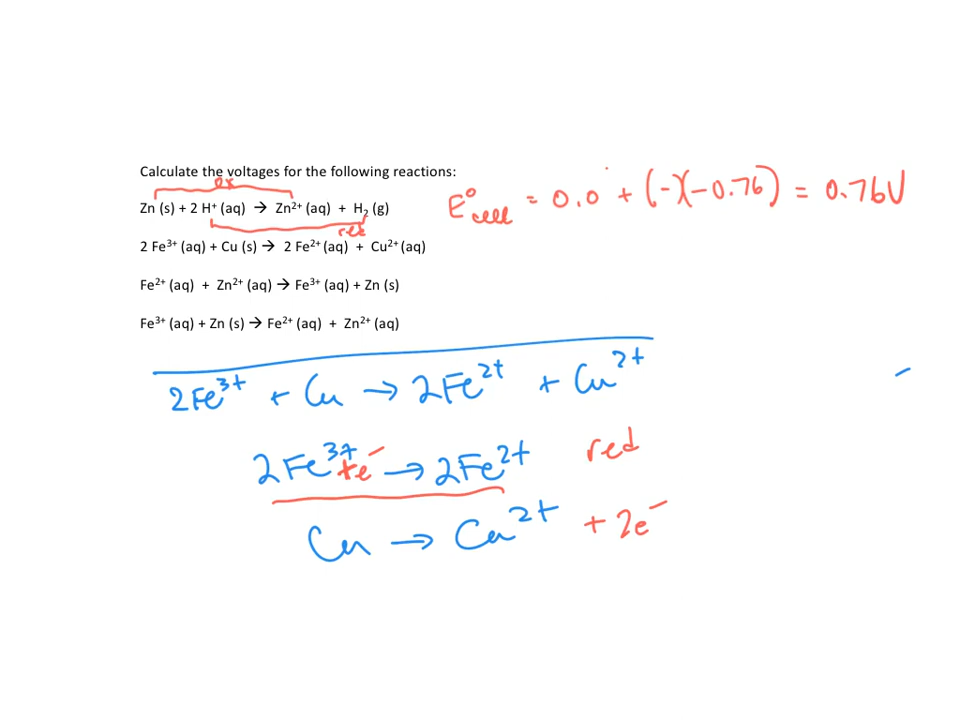 Calculate the voltages for the following reactions:
ox
Zn (s) + 2 H⁺ (aq) → Zn²⁺ (aq) + H₂ (g)
red
E°cell = 0.0 + (-)(-0.76) = 0.76V
2 Fe³⁺ (aq) + Cu (s) → 2 Fe²⁺ (aq) + Cu²⁺ (aq)
Fe²⁺ (aq) + Zn²⁺ (aq) → Fe³⁺ (aq) + Zn (s)
Fe³⁺ (aq) + Zn (s) → Fe²⁺ (aq) + Zn²⁺ (aq)
2Fe³⁺ + Cu → 2Fe²⁺ + Cu²⁺
2Fe³⁺ + e⁻ → 2Fe²⁺ red
Cu → Cu²⁺ + 2e⁻